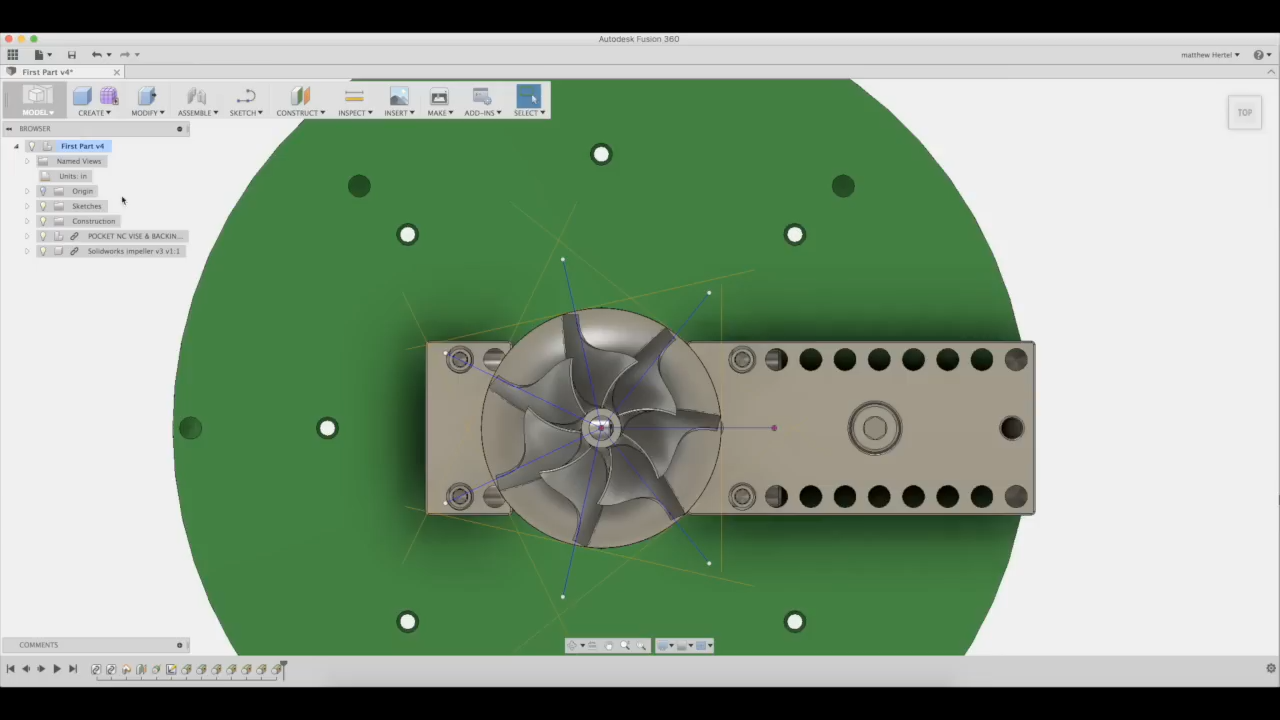 Autodesk Fusion 360
matthew Hertel
First Part v4*
MODEL
CREATE
MODIFY
ASSEMBLE
SKETCH
CONSTRUCT
INSPECT
INSERT
MAKE
ADD-INS
SELECT
BROWSER
TOP
First Part v4
Named Views
Units: in
Origin
Sketches
Construction
POCKET NC VISE & BACKIN...
Solidworks impeller v3 v1:1
COMMENTS